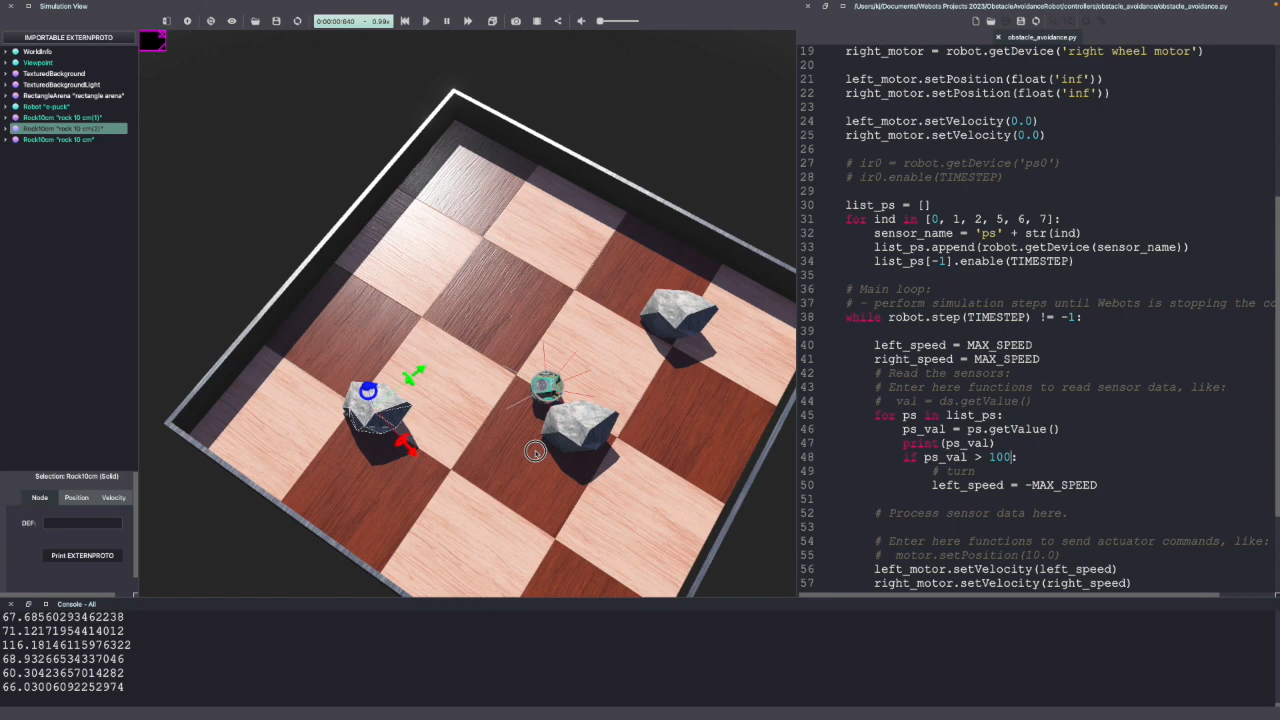 Simulation View
0:00:00:640 - 0.99x
IMPORTABLE EXTERNPROTO
WorldInfo
Viewpoint
TexturedBackground
TexturedBackgroundLight
RectangleArena "rectangle arena"
Robot "e-puck"
Rock10cm "rock 10 cm(1)"
Rock10cm "rock 10 cm(2)"
Rock10cm "rock 10 cm"
Selection: Rock10cm (Solid)
Node Position Velocity
DEF:
Print EXTERNPROTO
/Users/kj/Documents/Webots Projects 2023/ObstacleAvoidanceRobot/controllers/obstacle_avoidance/obstacle_avoidance.py
obstacle_avoidance.py
19 right_motor = robot.getDevice('right wheel motor')
20
21 left_motor.setPosition(float('inf'))
22 right_motor.setPosition(float('inf'))
23
24 left_motor.setVelocity(0.0)
25 right_motor.setVelocity(0.0)
26
27 # ir0 = robot.getDevice('ps0')
28 # ir0.enable(TIMESTEP)
29
30 list_ps = []
31 for ind in [0, 1, 2, 5, 6, 7]:
32 sensor_name = 'ps' + str(ind)
33 list_ps.append(robot.getDevice(sensor_name))
34 list_ps[-1].enable(TIMESTEP)
35
36 # Main loop:
37 # - perform simulation steps until Webots is stopping the co
38 while robot.step(TIMESTEP) != -1:
39
40 left_speed = MAX_SPEED
41 right_speed = MAX_SPEED
42 # Read the sensors:
43 # Enter here functions to read sensor data, like:
44 # val = ds.getValue()
45 for ps in list_ps:
46 ps_val = ps.getValue()
47 print(ps_val)
48 if ps_val > 100:
49 # turn
50 left_speed = -MAX_SPEED
51
52 # Process sensor data here.
53
54 # Enter here functions to send actuator commands, like:
55 # motor.setPosition(10.0)
56 left_motor.setVelocity(left_speed)
57 right_motor.setVelocity(right_speed)
Console - All
67.68560293462238
71.12171954414012
116.18146115976322
68.93266534337046
60.30423657014282
66.03006092252974